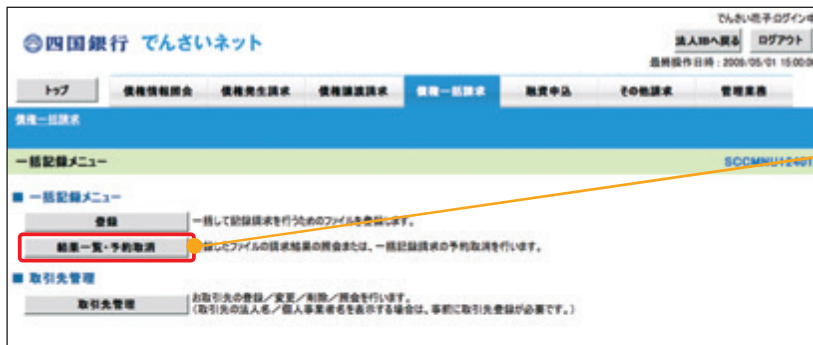 でんさい花子ログイン中
四国銀行 でんさいネット
法人IBへ戻る ログアウト
最終操作日時：2009/05/01 15:00:00
トップ 債権情報照会 債権発生請求 債権譲渡請求 債権一括請求 融資申込 その他請求 管理業務
債権一括請求
一括記録メニュー SCCMNU12401
■ 一括記録メニュー
登録 一括して記録請求を行うためのファイルを登録します。
結果一覧・予約取消 録したファイルの請求結果の照会または、一括記録請求の予約取消を行います。
■ 取引先管理
取引先管理 お取引先の登録／変更／削除／照会を行います。
（取引先の法人名／個人事業者名を表示する場合は、事前に取引先登録が必要です。）